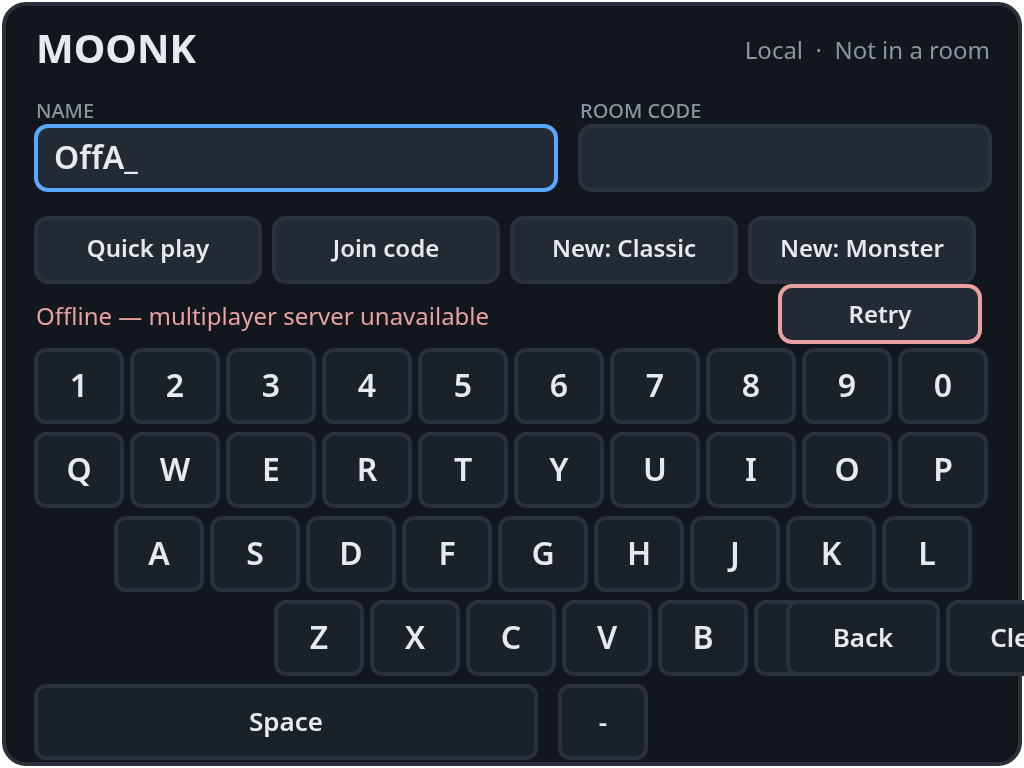 MOONK
Local · Not in a room
NAME
ROOM CODE
OffA_
Quick play
Join code
New: Classic
New: Monster
Offline — multiplayer server unavailable
Retry
1 2 3 4 5 6 7 8 9 0
Q W E R T Y U I O P
A S D F G H J K L
Z X C V B Back Cle
Space -